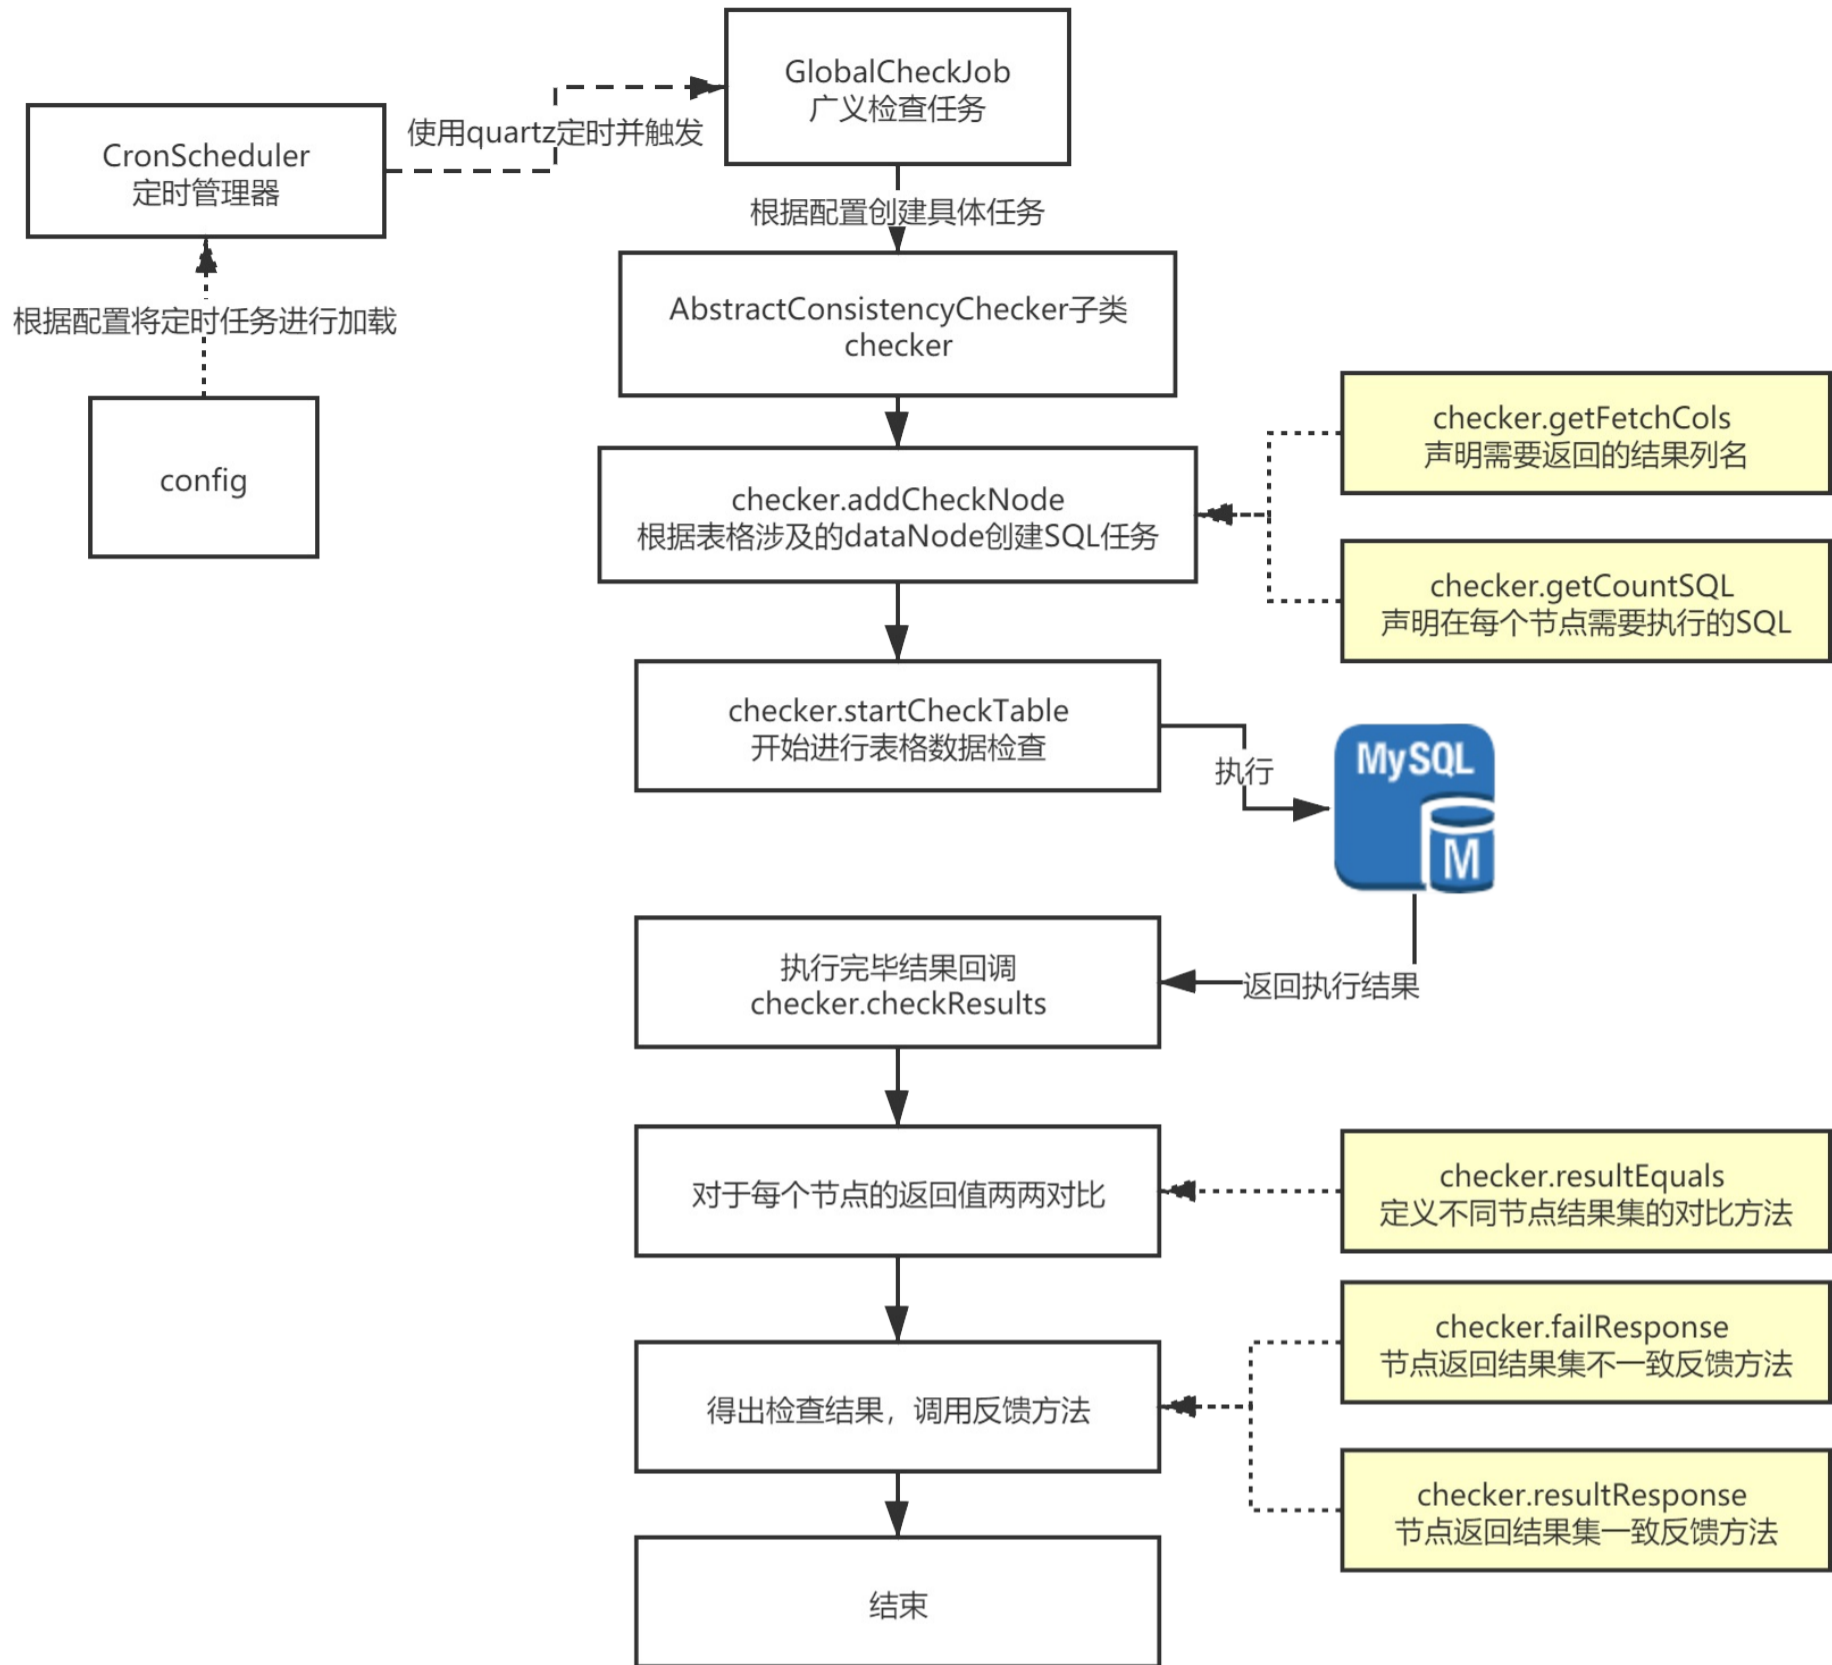 GlobalCheckJob
广义检查任务
使用quartz定时并触发
CronScheduler
定时管理器
根据配置创建具体任务
根据配置将定时任务进行加载
config
AbstractConsistencyChecker子类
checker
checker.getFetchCols
声明需要返回的结果列名
checker.addCheckNode
根据表格涉及的dataNode创建SQL任务
checker.getCountSQL
声明在每个节点需要执行的SQL
checker.startCheckTable
开始进行表格数据检查
执行
MySQL
M
执行完毕结果回调
checker.checkResults
返回执行结果
对于每个节点的返回值两两对比
checker.resultEquals
定义不同节点结果集的对比方法
checker.failResponse
节点返回结果集不一致反馈方法
得出检查结果，调用反馈方法
checker.resultResponse
节点返回结果集一致反馈方法
结束